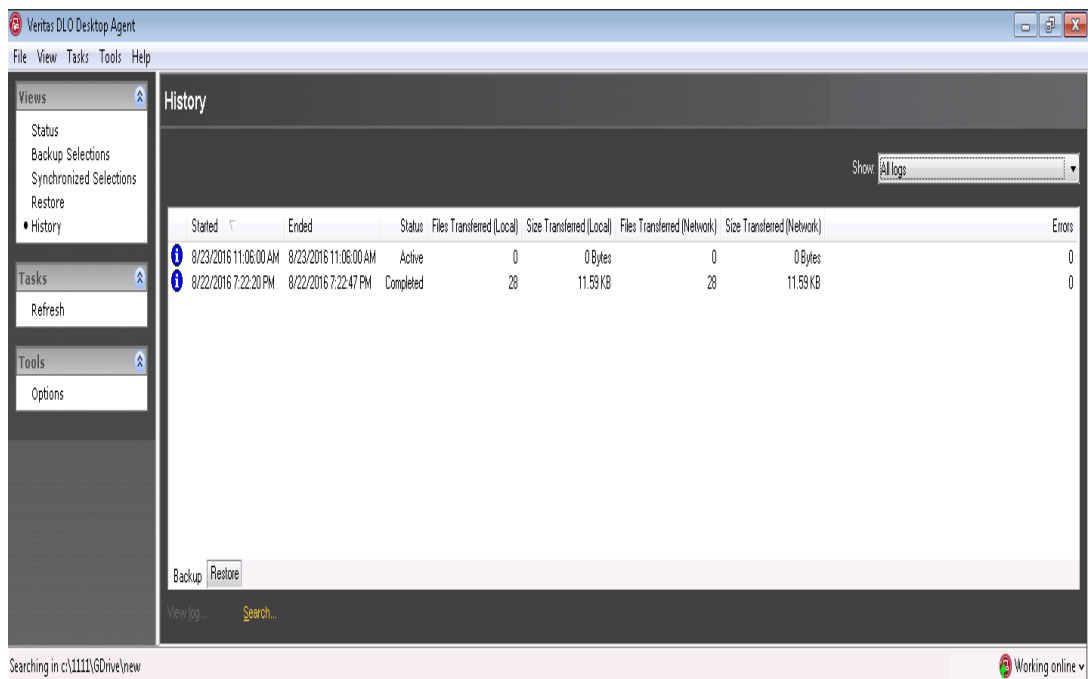 Veritas DLO Desktop Agent
File View Tasks Tools Help
Views
Status
Backup Selections
Synchronized Selections
Restore
History
Tasks
Refresh
Tools
Options
History
Show: All logs
Started Ended Status Files Transferred (Local) Size Transferred (Local) Files Transferred (Network) Size Transferred (Network) Errors
8/23/2016 11:06:00 AM 8/23/2016 11:06:00 AM Active 0 0 Bytes 0 0 Bytes 0
8/22/2016 7:22:20 PM 8/22/2016 7:22:47 PM Completed 28 11.59 KB 28 11.59 KB 0
Backup Restore
View log... Search...
Searching in c:\1111\GDrive\new
Working online